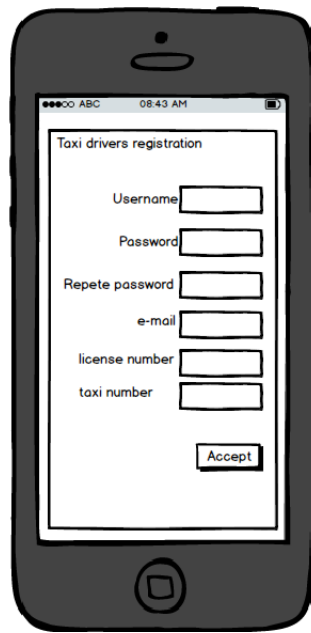 ABC 08:43 AM
Taxi drivers registration
Username
Password
Repete password
e-mail
license number
taxi number
Accept